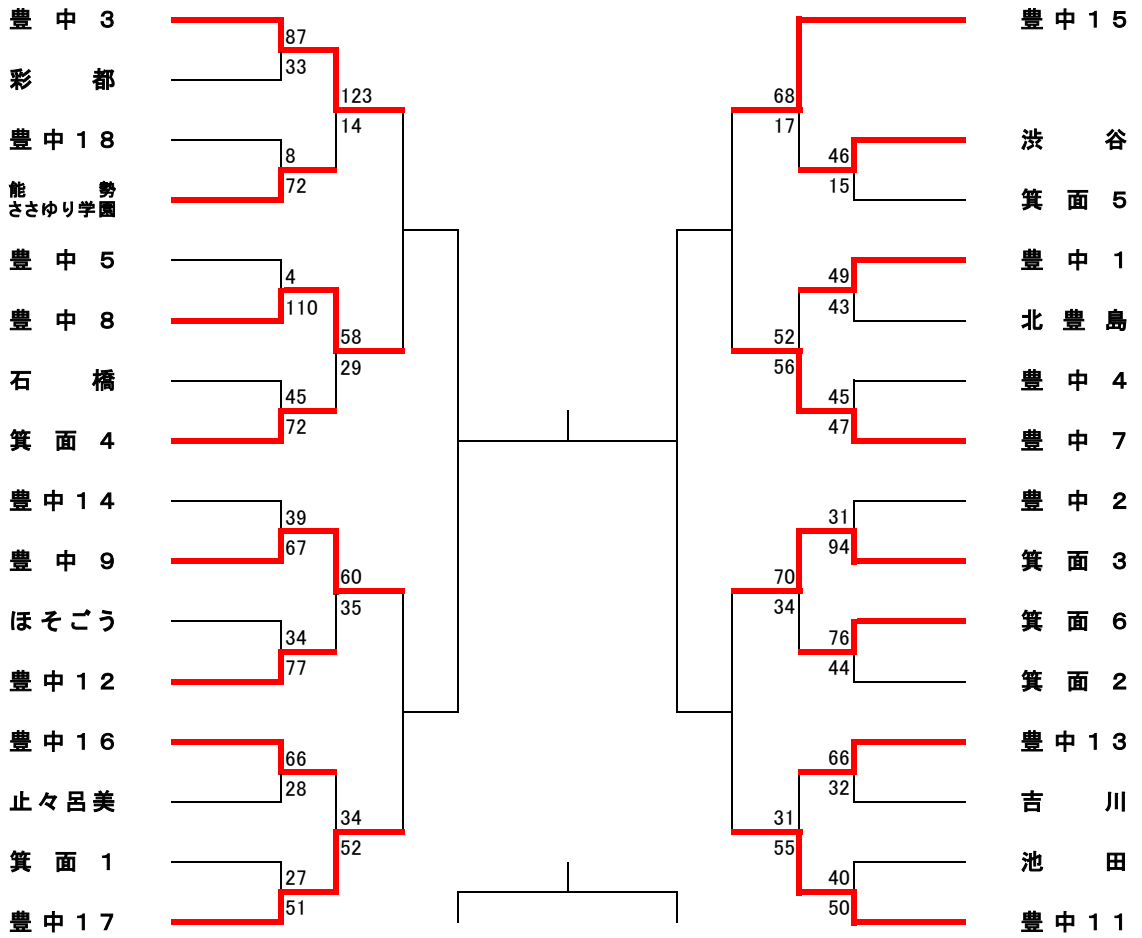 豊中 3
87
33
彩都
123
14
豊中18
8
72
能勢
ささゆり学園
豊中 5
4
110
豊中 8
58
29
石橋
45
72
箕面 4
豊中14
39
67
豊中 9
60
35
ほそごう
34
77
豊中12
豊中16
66
28
止々呂美
34
52
箕面 1
27
51
豊中17
豊中15
68
17
渋谷
46
15
箕面 5
豊中 1
49
43
北豊島
52
56
豊中 4
45
47
豊中 7
豊中 2
31
94
箕面 3
70
34
箕面 6
76
44
箕面 2
豊中13
66
32
吉川
31
55
池田
40
50
豊中11